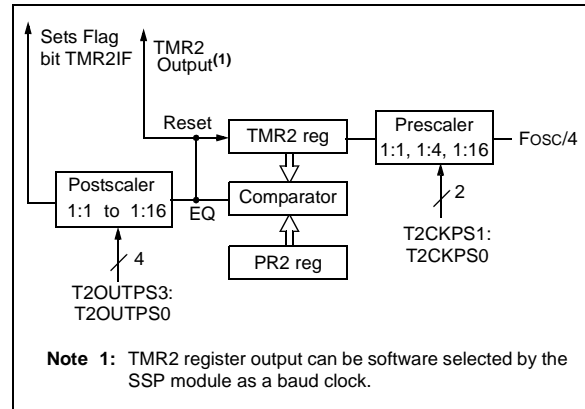 Sets Flag
bit TMR2IF
TMR2
Output(1)
Reset
TMR2 reg
Prescaler
1:1, 1:4, 1:16
FOSC/4
Postscaler
1:1 to 1:16
EQ
Comparator
2
4
PR2 reg
T2CKPS1:
T2CKPS0
T2OUTPS3:
T2OUTPS0
Note 1: TMR2 register output can be software selected by the
SSP module as a baud clock.